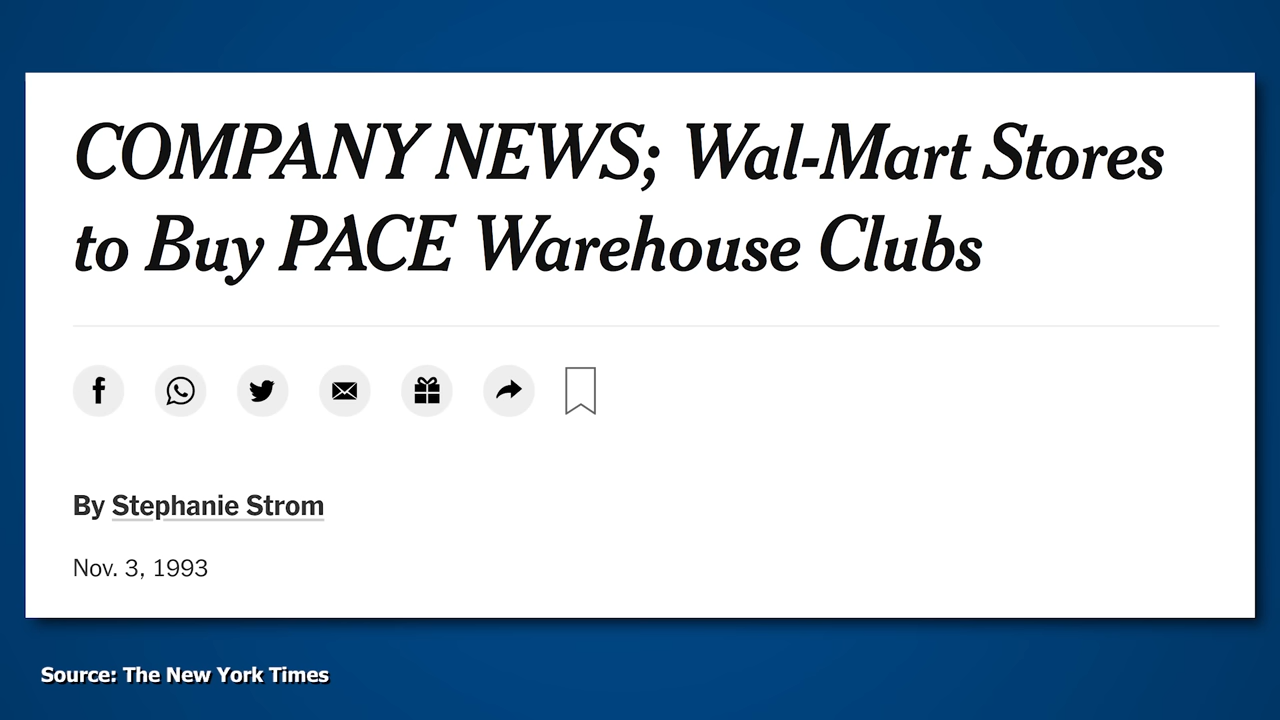 COMPANY NEWS; Wal-Mart Stores
to Buy PACE Warehouse Clubs
By Stephanie Strom
Nov. 3, 1993
Source: The New York Times